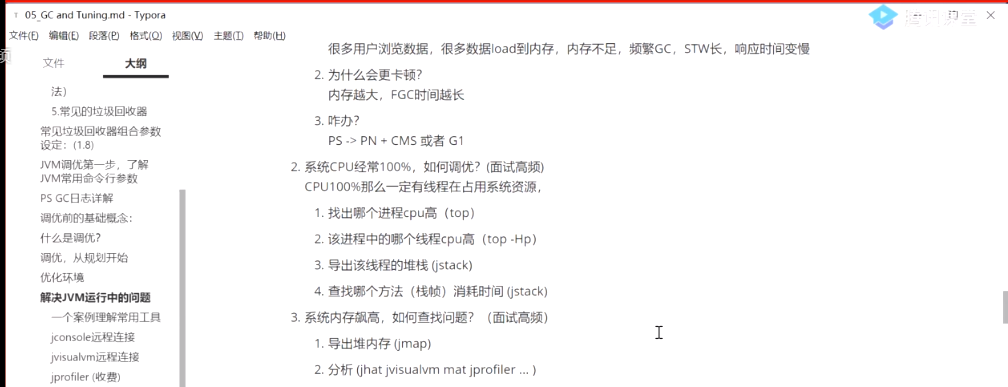 05_GC and Tuning.md - Typora
腾讯课堂
文件(F) 编辑(E) 段落(P) 格式(O) 视图(V) 主题(T) 帮助(H)
文件 大纲
法)
5.常见的垃圾回收器
常见垃圾回收器组合参数
设定：(1.8)
JVM调优第一步，了解
JVM常用命令行参数
PS GC日志详解
调优前的基础概念：
什么是调优？
调优，从规划开始
优化环境
解决JVM运行中的问题
一个案例理解常用工具
jconsole远程连接
jvisualvm远程连接
jprofiler (收费)
很多用户浏览数据，很多数据load到内存，内存不足，频繁GC，STW长，响应时间变慢
2. 为什么会更卡顿？
内存越大，FGC时间越长
3. 咋办？
PS -> PN + CMS 或者 G1
2. 系统CPU经常100%，如何调优？(面试高频)
CPU100%那么一定有线程在占用系统资源，
1. 找出哪个进程cpu高（top）
2. 该进程中的哪个线程cpu高（top -Hp）
3. 导出该线程的堆栈 (jstack)
4. 查找哪个方法（栈帧）消耗时间 (jstack)
3. 系统内存飙高，如何查找问题？（面试高频）
1. 导出堆内存 (jmap)
2. 分析 (jhat jvisualvm mat jprofiler ... )